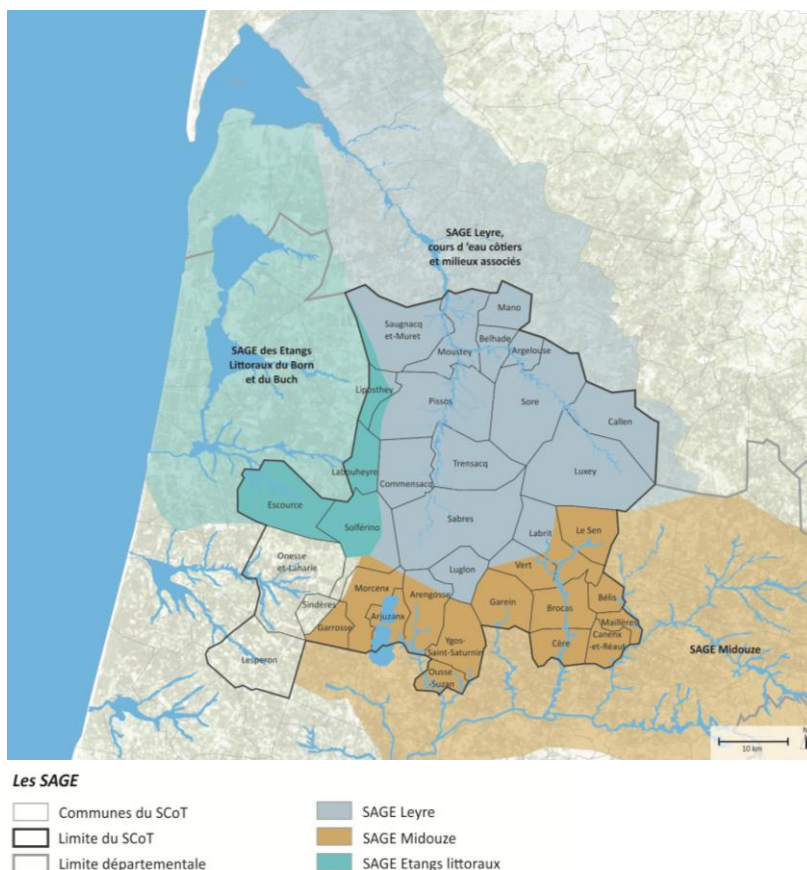 SAGE Leyre,
cours d 'eau côtiers
et milieux associés
Mano
Saugnacq
et-Muret
Belhade
Moustey
Argelouse
SAGE des Etangs
Littoraux du Born
et du Buch
Liposthey
Pissos
Sore
Callen
Labouheyre
Trensacq
Luxey
Commensacq
Escource
Solférino
Sabres
Labrit
Le Sen
Onesse
et-Laharie
Luglon
Vert
Morcenx
Arengosse
Garein
Brocas
Bélis
Sindères
Arjuzanx
Garrosse
Maillères
Ygos-
Saint-Saturnin
Cère
Canenx
-et-Réaut
SAGE Midouze
Lesperon
Ousse
-Suzan
N
10 km
Les SAGE
Communes du SCoT
Limite du SCoT
Limite départementale
SAGE Leyre
SAGE Midouze
SAGE Etangs littoraux